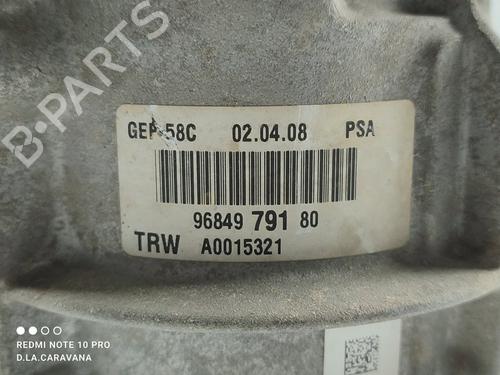 B-PARTS
GEP-58C 02.04.08 PSA
96849 791 80
TRW A0015321
REDMI NOTE 10 PRO
D.LA.CARAVANA